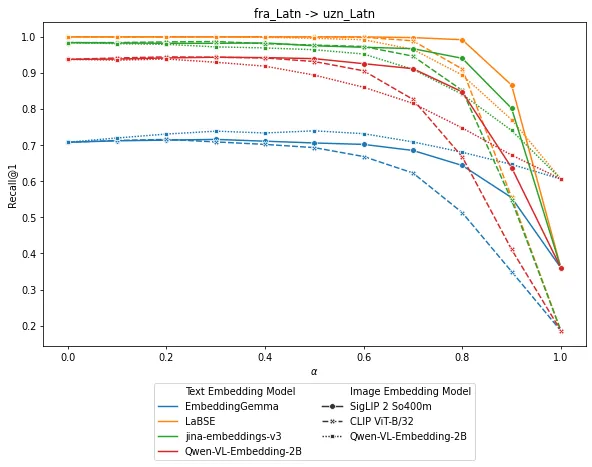 fra_Latn -> uzn_Latn
Recall@1
1.0
0.9
0.8
0.7
0.6
0.5
0.4
0.3
0.2
0.0 0.2 0.4 0.6 0.8 1.0
α
Text Embedding Model Image Embedding Model
EmbeddingGemma SigLIP 2 So400m
LaBSE CLIP ViT-B/32
jina-embeddings-v3 Qwen-VL-Embedding-2B
Qwen-VL-Embedding-2B